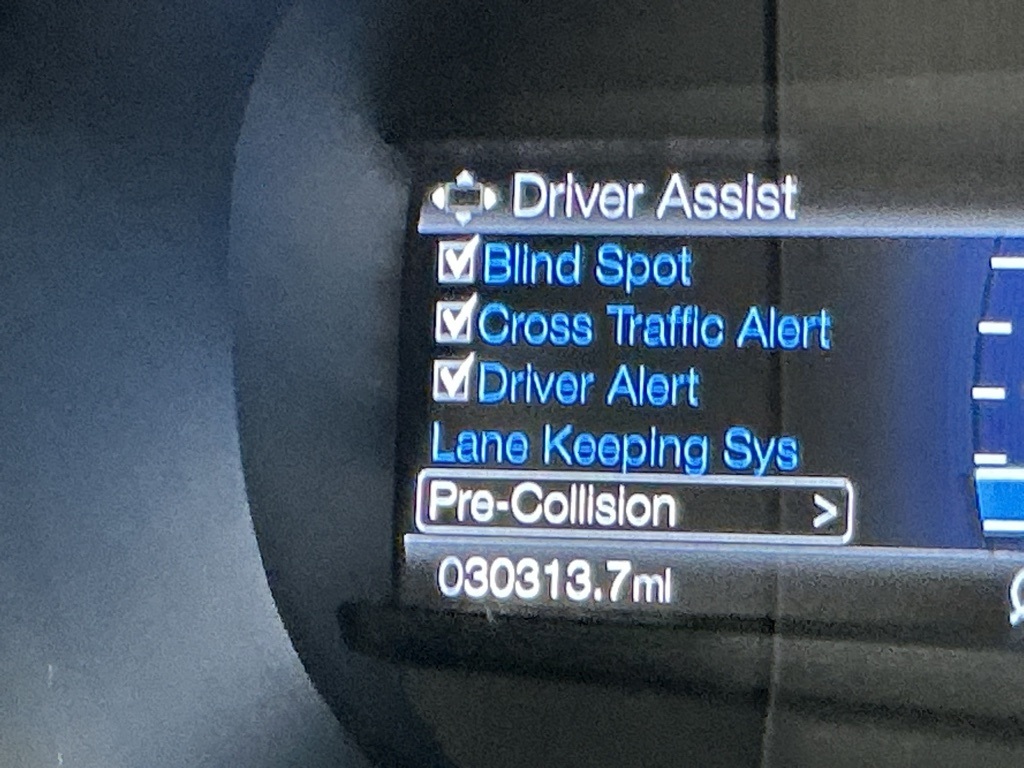 Driver Assist
Blind Spot
Cross Traffic Alert
Driver Alert
Lane Keeping Sys
Pre-Collision >
030313.7mi